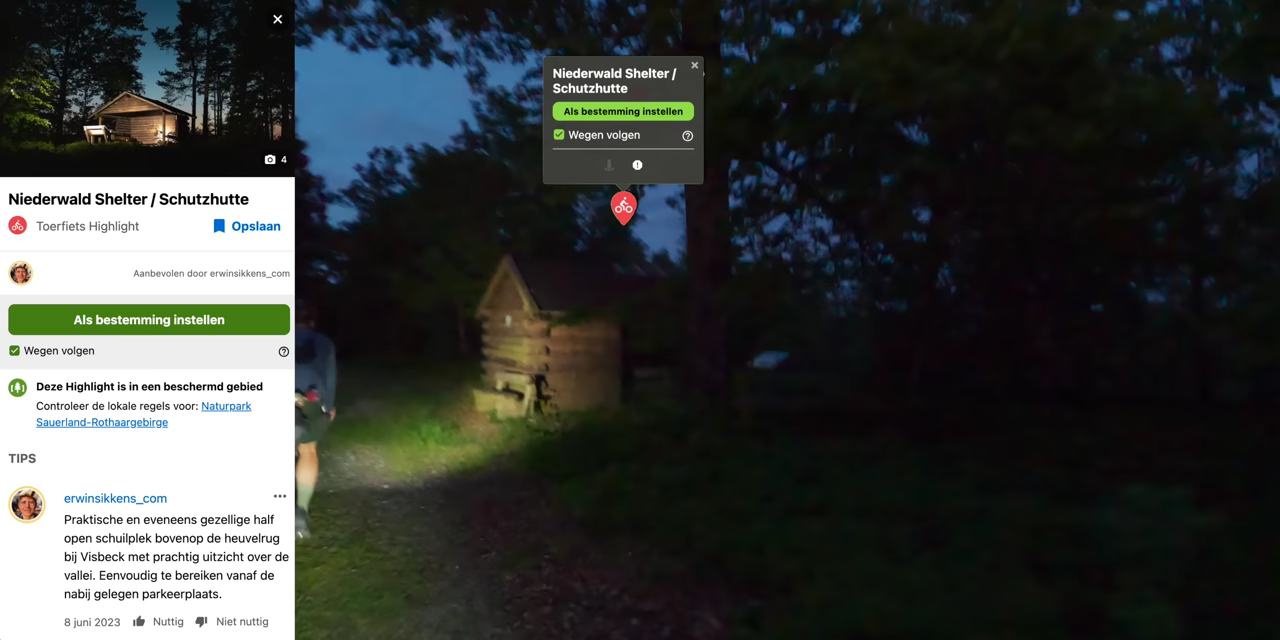 4
Niederwald Shelter / Schutzhutte
Toerfiets Highlight
Opslaan
Aanbevolen door erwinsikkens_com
Als bestemming instellen
Wegen volgen
Deze Highlight is in een beschermd gebied
Controleer de lokale regels voor: Naturpark
Sauerland-Rothaargebirge
TIPS
erwinsikkens_com
Praktische en eveneens gezellige half
open schuilplek bovenop de heuvelrug
bij Visbeck met prachtig uitzicht over de
vallei. Eenvoudig te bereiken vanaf de
nabij gelegen parkeerplaats.
8 juni 2023
Nuttig
Niet nuttig
Niederwald Shelter /
Schutzhutte
Als bestemming instellen
Wegen volgen